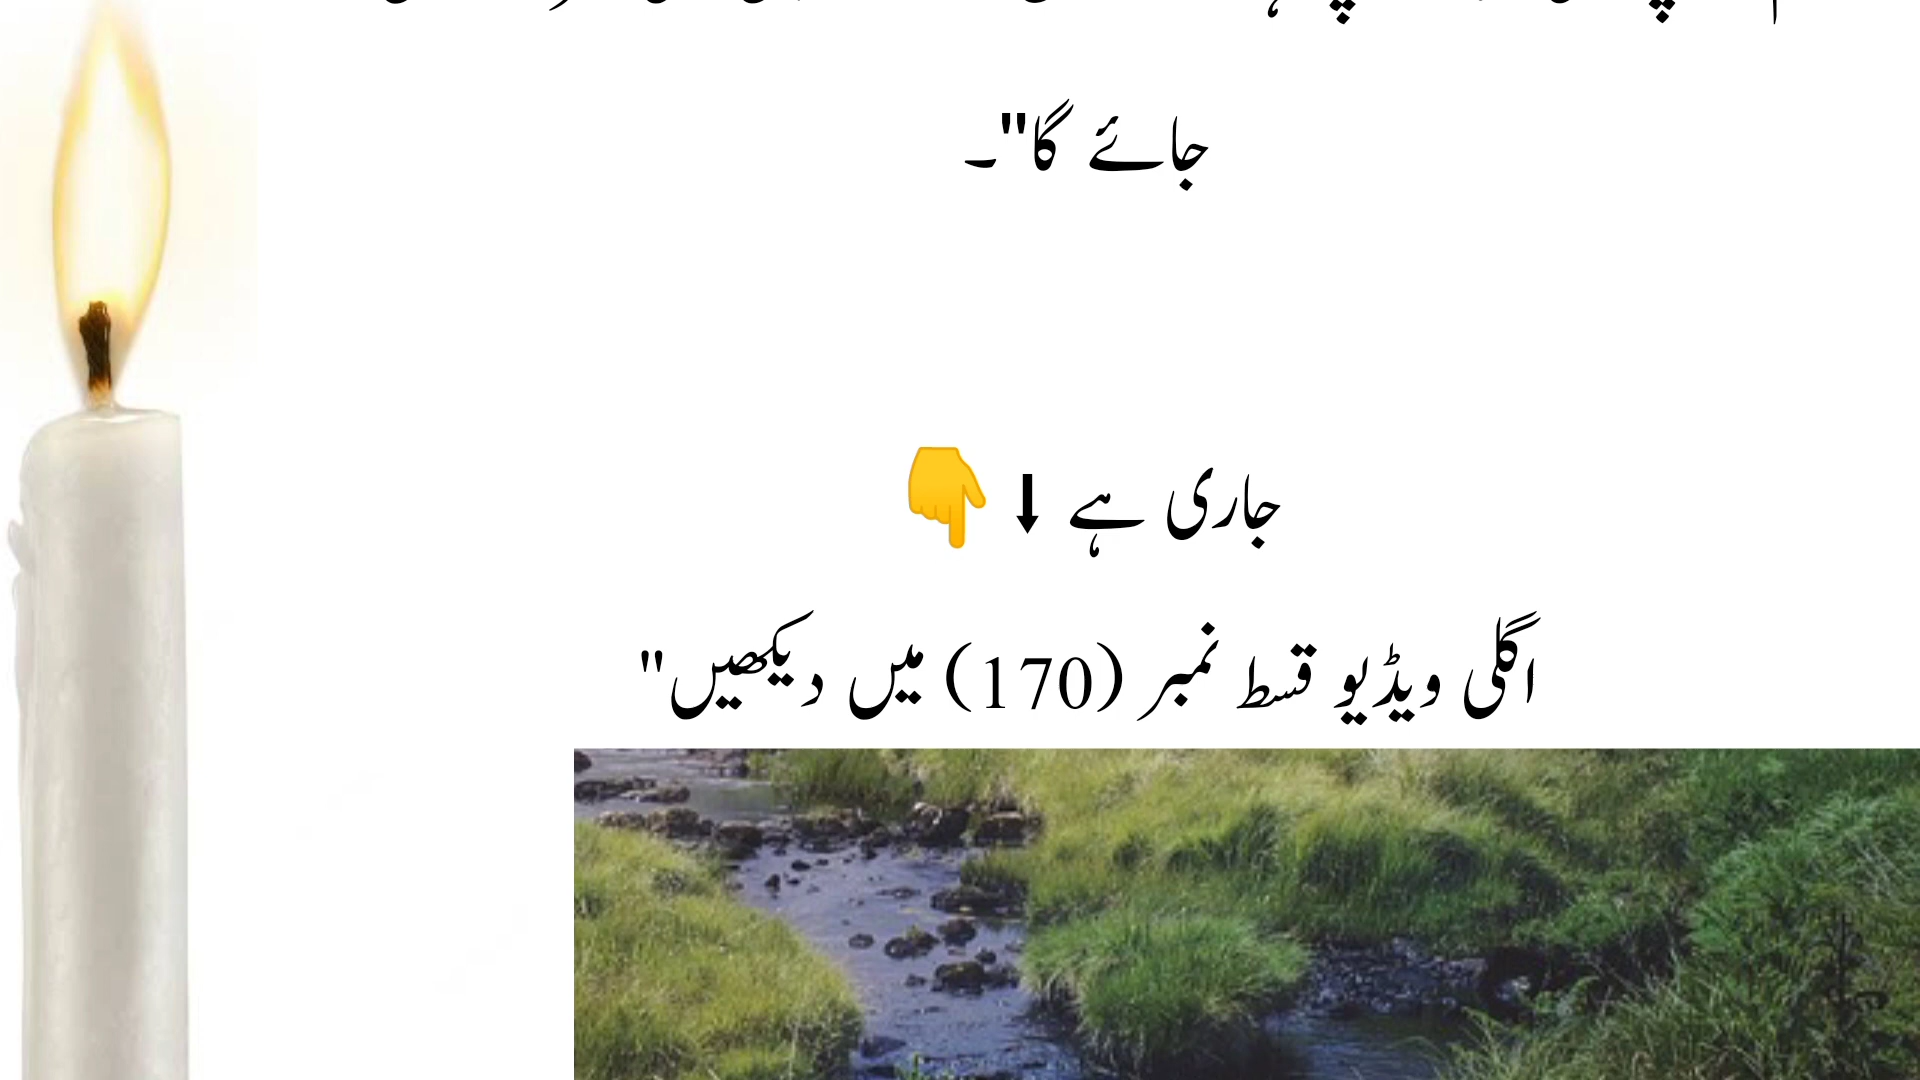 جائے گا"۔
جاری ہے ⬇ 👇
اگلی ویڈیو قسط نمبر (170) میں دیکھیں"